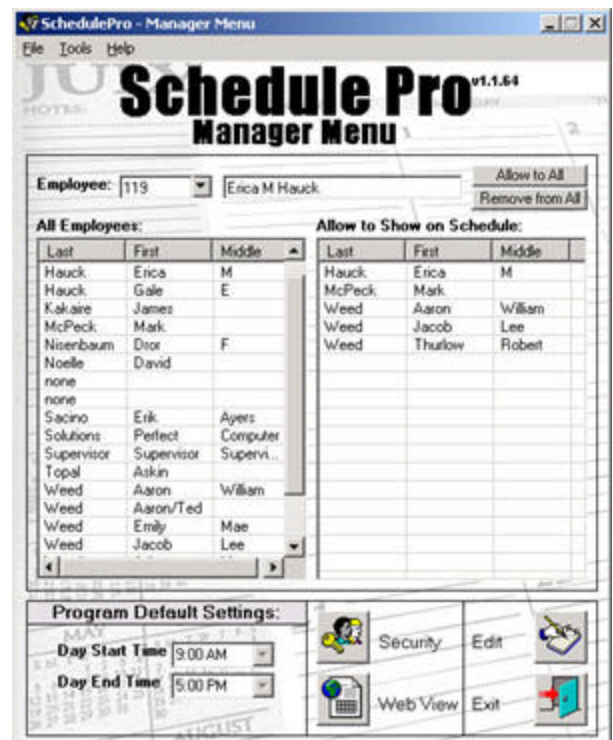 SchedulePro - Manager Menu
File Tools Help
JULY
NOTES:
Schedule Pro v1.1.64
Manager Menu
2
Employee: 119 Erica M Hauck Allow to All
Remove from All
All Employees: Allow to Show on Schedule:
Last First Middle Last First Middle
Hauck Erica M Hauck Erica M
Hauck Gale E McPeck Mark
Kakaire James Weed Aaron William
McPeck Mark Weed Jacob Lee
Nisenbaum Dror F Weed Thurlow Robert
Noelle David
none
none
Sacino Erik Ayers
Solutions Perfect Computer
Supervisor Supervisor Supervi...
Topal Askin
Weed Aaron William
Weed Aaron/Ted
Weed Emily Mae
Weed Jacob Lee
Program Default Settings:
MAY
Day Start Time 9:00 AM Security Edit
Day End Time 5:00 PM Web View Exit
AUGUST